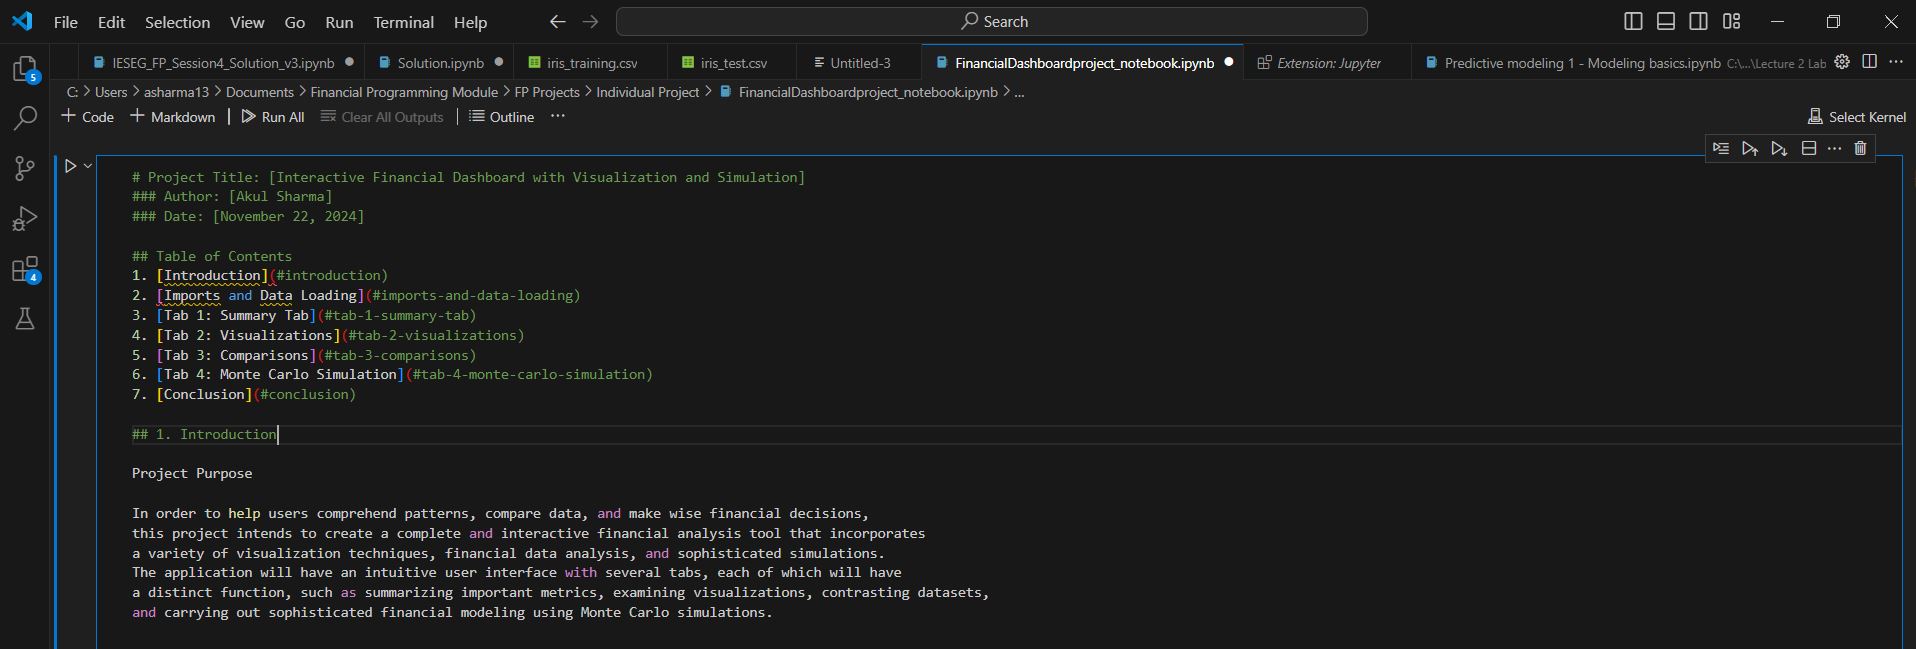 File Edit Selection View Go Run Terminal Help Search
IESEG_FP_Session4_Solution_v3.ipynb Solution.ipynb iris_training.csv iris_test.csv Untitled-3 FinancialDashboardproject_notebook.ipynb Extension: Jupyter Predictive modeling 1 - Modeling basics.ipynb C:\...\Lecture 2 Lab
5
C: > Users > asharma13 > Documents > Financial Programming Module > FP Projects > Individual Project > FinancialDashboardproject_notebook.ipynb > ...
+ Code + Markdown | Run All Clear All Outputs | Outline ... Select Kernel
# Project Title: [Interactive Financial Dashboard with Visualization and Simulation]
### Author: [Akul Sharma]
### Date: [November 22, 2024]
## Table of Contents
1. [Introduction](#introduction)
4
2. [Imports and Data Loading](#imports-and-data-loading)
3. [Tab 1: Summary Tab](#tab-1-summary-tab)
4. [Tab 2: Visualizations](#tab-2-visualizations)
5. [Tab 3: Comparisons](#tab-3-comparisons)
6. [Tab 4: Monte Carlo Simulation](#tab-4-monte-carlo-simulation)
7. [Conclusion](#conclusion)
## 1. Introduction
Project Purpose
In order to help users comprehend patterns, compare data, and make wise financial decisions,
this project intends to create a complete and interactive financial analysis tool that incorporates
a variety of visualization techniques, financial data analysis, and sophisticated simulations.
The application will have an intuitive user interface with several tabs, each of which will have
a distinct function, such as summarizing important metrics, examining visualizations, contrasting datasets,
and carrying out sophisticated financial modeling using Monte Carlo simulations.